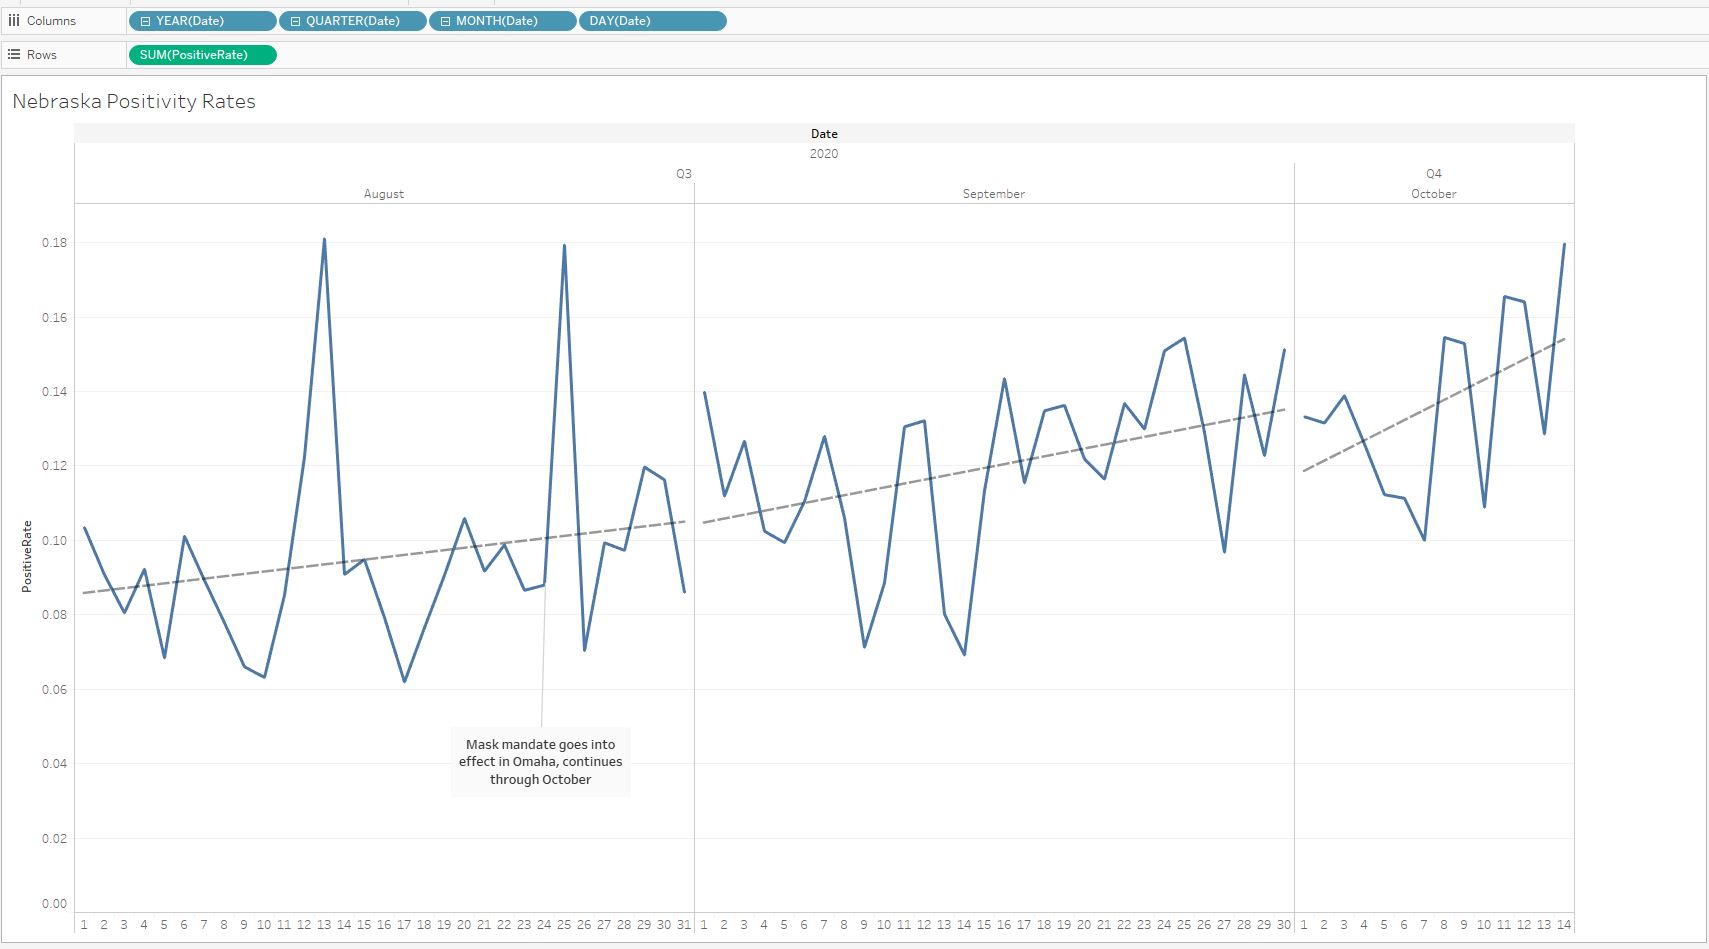 Columns YEAR(Date) QUARTER(Date) MONTH(Date) DAY(Date)
Rows SUM(PositiveRate)
Nebraska Positivity Rates
Date
2020
Q3 Q4
August September October
PositiveRate
0.18
0.16
0.14
0.12
0.10
0.08
0.06
0.04
0.02
0.00
Mask mandate goes into
effect in Omaha, continues
through October
1 2 3 4 5 6 7 8 9 10 11 12 13 14 15 16 17 18 19 20 21 22 23 24 25 26 27 28 29 30 31 1 2 3 4 5 6 7 8 9 10 11 12 13 14 15 16 17 18 19 20 21 22 23 24 25 26 27 28 29 30 1 2 3 4 5 6 7 8 9 10 11 12 13 14